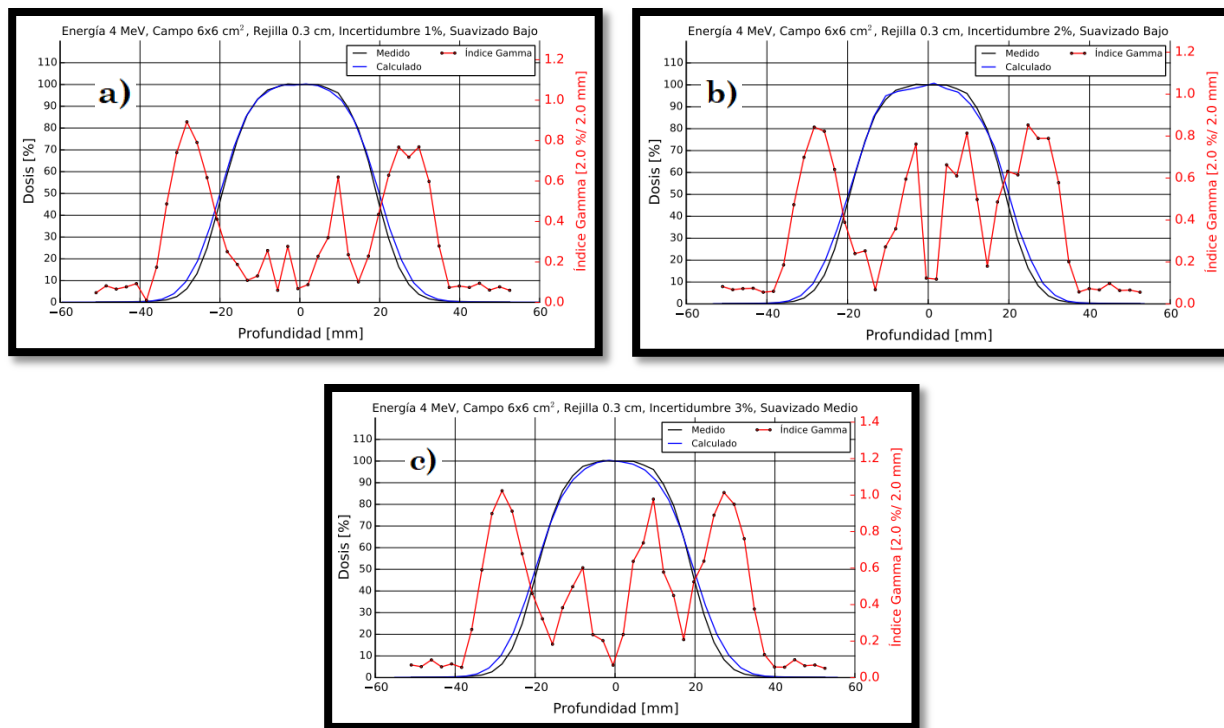 Energía 4 MeV, Campo 6x6 cm², Rejilla 0.3 cm, Incertidumbre 1%, Suavizado Bajo
a)
Medido
Calculado
Índice Gamma
Dosis [%]
110
100
90
80
70
60
50
40
30
20
10
0
1.2
1.0
0.8
0.6
0.4
0.2
0.0
Índice Gamma [2.0 %/ 2.0 mm]
−60 −40 −20 0 20 40 60
Profundidad [mm]
Energía 4 MeV, Campo 6x6 cm², Rejilla 0.3 cm, Incertidumbre 2%, Suavizado Bajo
b)
Medido
Calculado
Índice Gamma
Dosis [%]
110
100
90
80
70
60
50
40
30
20
10
0
1.2
1.0
0.8
0.6
0.4
0.2
0.0
Índice Gamma [2.0 %/ 2.0 mm]
−60 −40 −20 0 20 40 60
Profundidad [mm]
Energía 4 MeV, Campo 6x6 cm², Rejilla 0.3 cm, Incertidumbre 3%, Suavizado Medio
c)
Medido
Calculado
Índice Gamma
Dosis [%]
110
100
90
80
70
60
50
40
30
20
10
0
1.4
1.2
1.0
0.8
0.6
0.4
0.2
0.0
Índice Gamma [2.0 %/ 2.0 mm]
−60 −40 −20 0 20 40 60
Profundidad [mm]